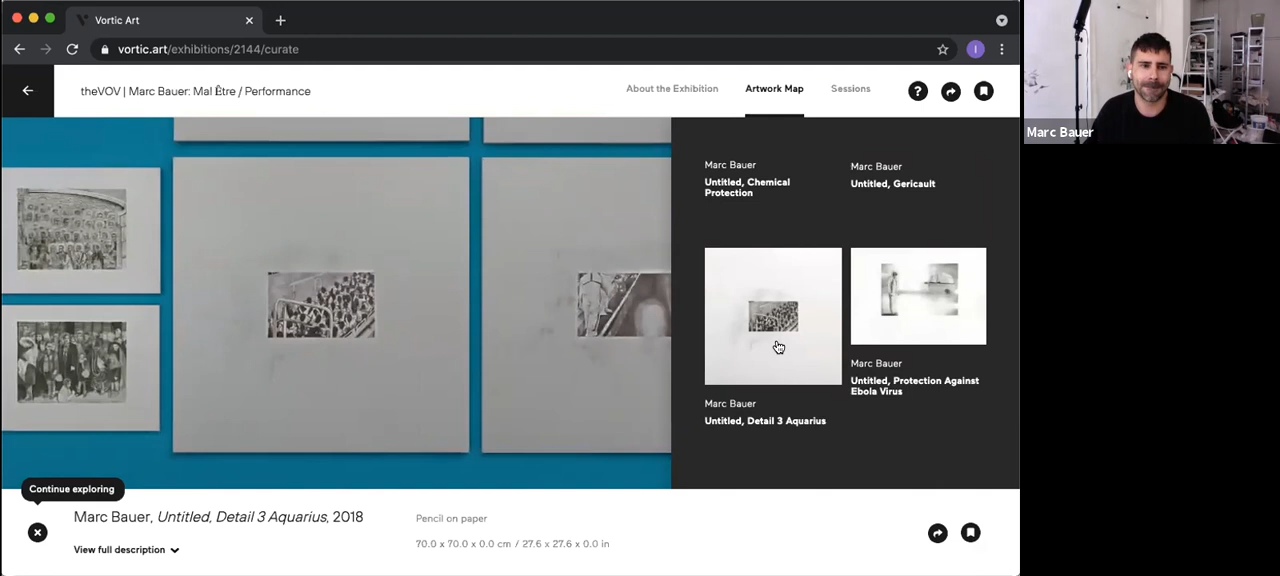 Vortic Art
vortic.art/exhibitions/2144/curate
I
theVOV | Marc Bauer: Mal Être / Performance
About the Exhibition
Artwork Map
Sessions
?
Marc Bauer
Marc Bauer
Untitled, Chemical
Protection
Marc Bauer
Untitled, Gericault
Marc Bauer
Untitled, Detail 3 Aquarius
Marc Bauer
Untitled, Protection Against
Ebola Virus
Continue exploring
Marc Bauer, Untitled, Detail 3 Aquarius, 2018
View full description
Pencil on paper
70.0 x 70.0 x 0.0 cm / 27.6 x 27.6 x 0.0 in